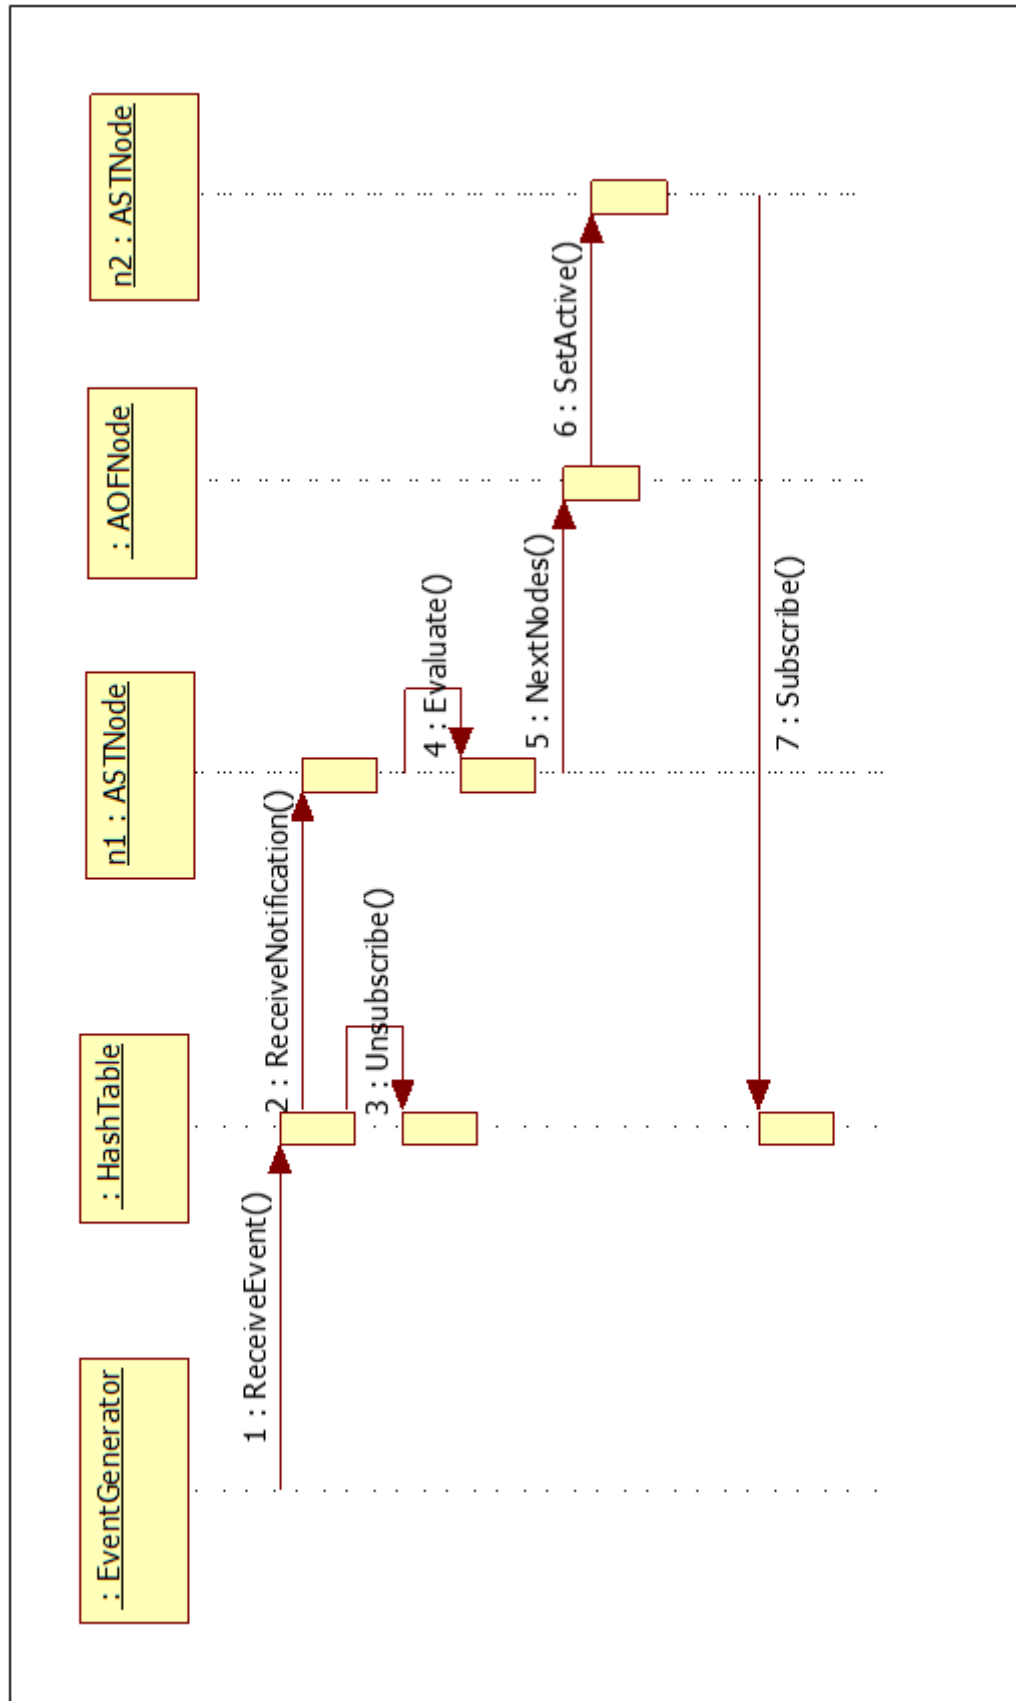 : EventGenerator
: HashTable
n1 : ASTNode
: AOFNode
n2 : ASTNode
1 : ReceiveEvent()
2 : ReceiveNotification()
3 : Unsubscribe()
4 : Evaluate()
5 : NextNodes()
6 : SetActive()
7 : Subscribe()